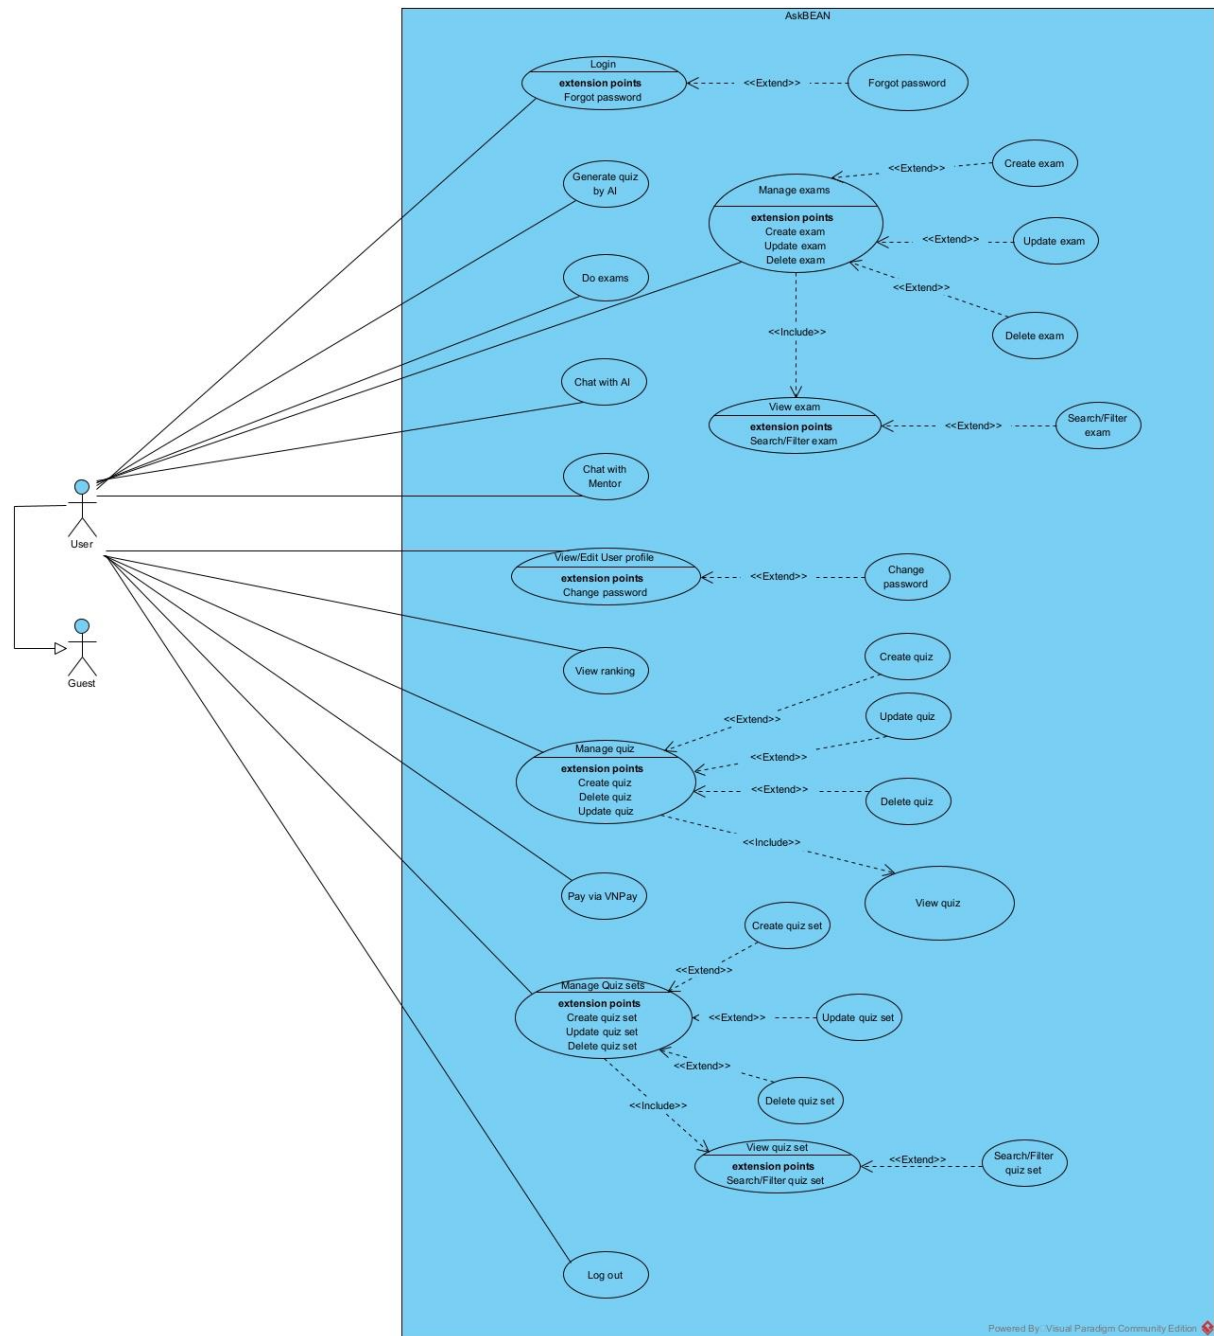 AskBEAN
Login
extension points
Forgot password
<<Extend>>
Forgot password
Generate quiz
by AI
Manage exams
extension points
Create exam
Update exam
Delete exam
<<Extend>>
Create exam
<<Extend>>
Update exam
<<Extend>>
Delete exam
Do exams
<<Include>>
Chat with AI
View exam
extension points
Search/Filter exam
<<Extend>>
Search/Filter
exam
Chat with
Mentor
User
View/Edit User profile
extension points
Change password
<<Extend>>
Change
password
Guest
View ranking
Create quiz
<<Extend>>
Update quiz
Manage quiz
extension points
Create quiz
Delete quiz
Update quiz
<<Extend>>
<<Extend>>
Delete quiz
<<Include>>
View quiz
Pay via VNPay
Create quiz set
<<Extend>>
Manage Quiz sets
extension points
Create quiz set
Update quiz set
Delete quiz set
<<Extend>>
Update quiz set
<<Extend>>
Delete quiz set
<<Include>>
View quiz set
extension points
Search/Filter quiz set
<<Extend>>
Search/Filter
quiz set
Log out
Powered By Visual Paradigm Community Edition